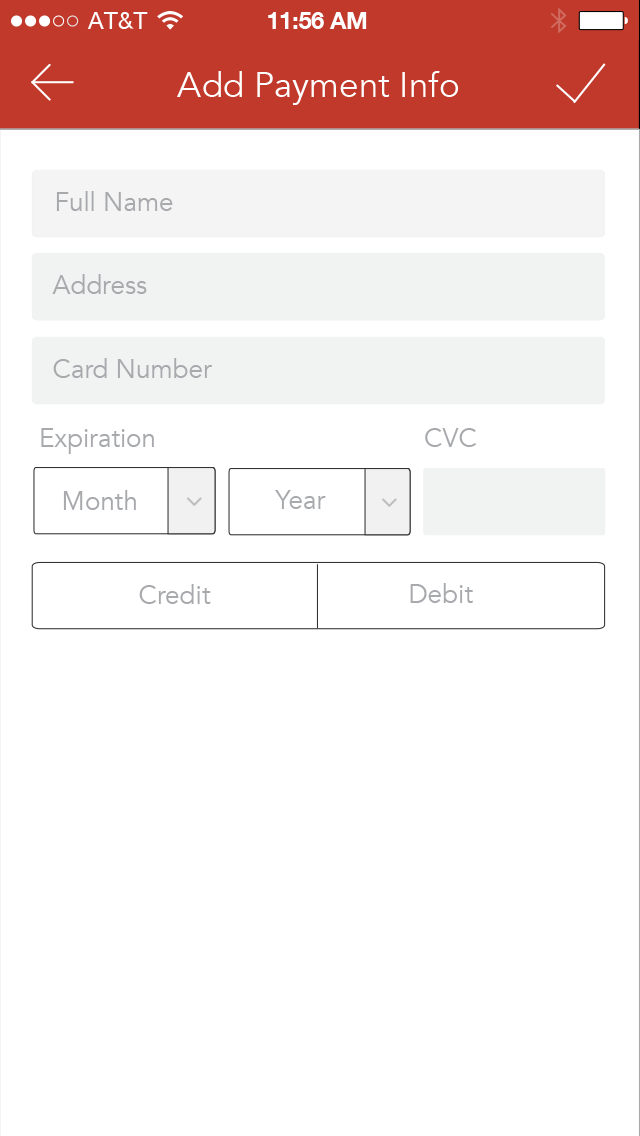 AT&T 11:56 AM
Add Payment Info
Full Name
Address
Card Number
Expiration CVC
Month Year
Credit Debit